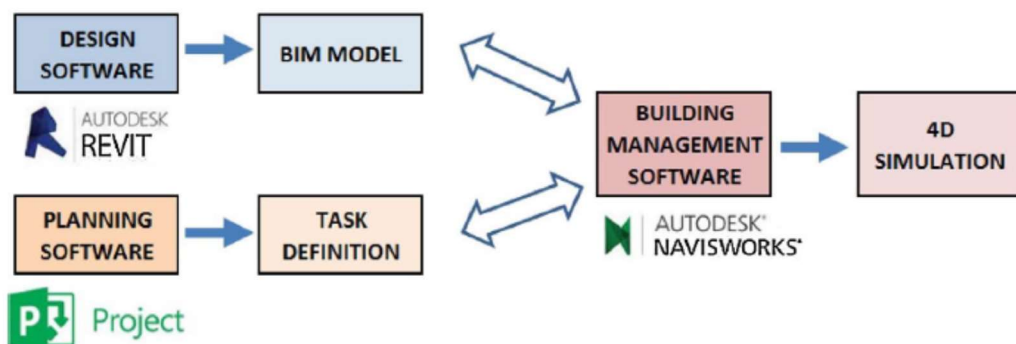 DESIGN
SOFTWARE
BIM MODEL
AUTODESK
REVIT
BUILDING
MANAGEMENT
SOFTWARE
4D
SIMULATION
PLANNING
SOFTWARE
TASK
DEFINITION
AUTODESK®
NAVISWORKS®
P
Project